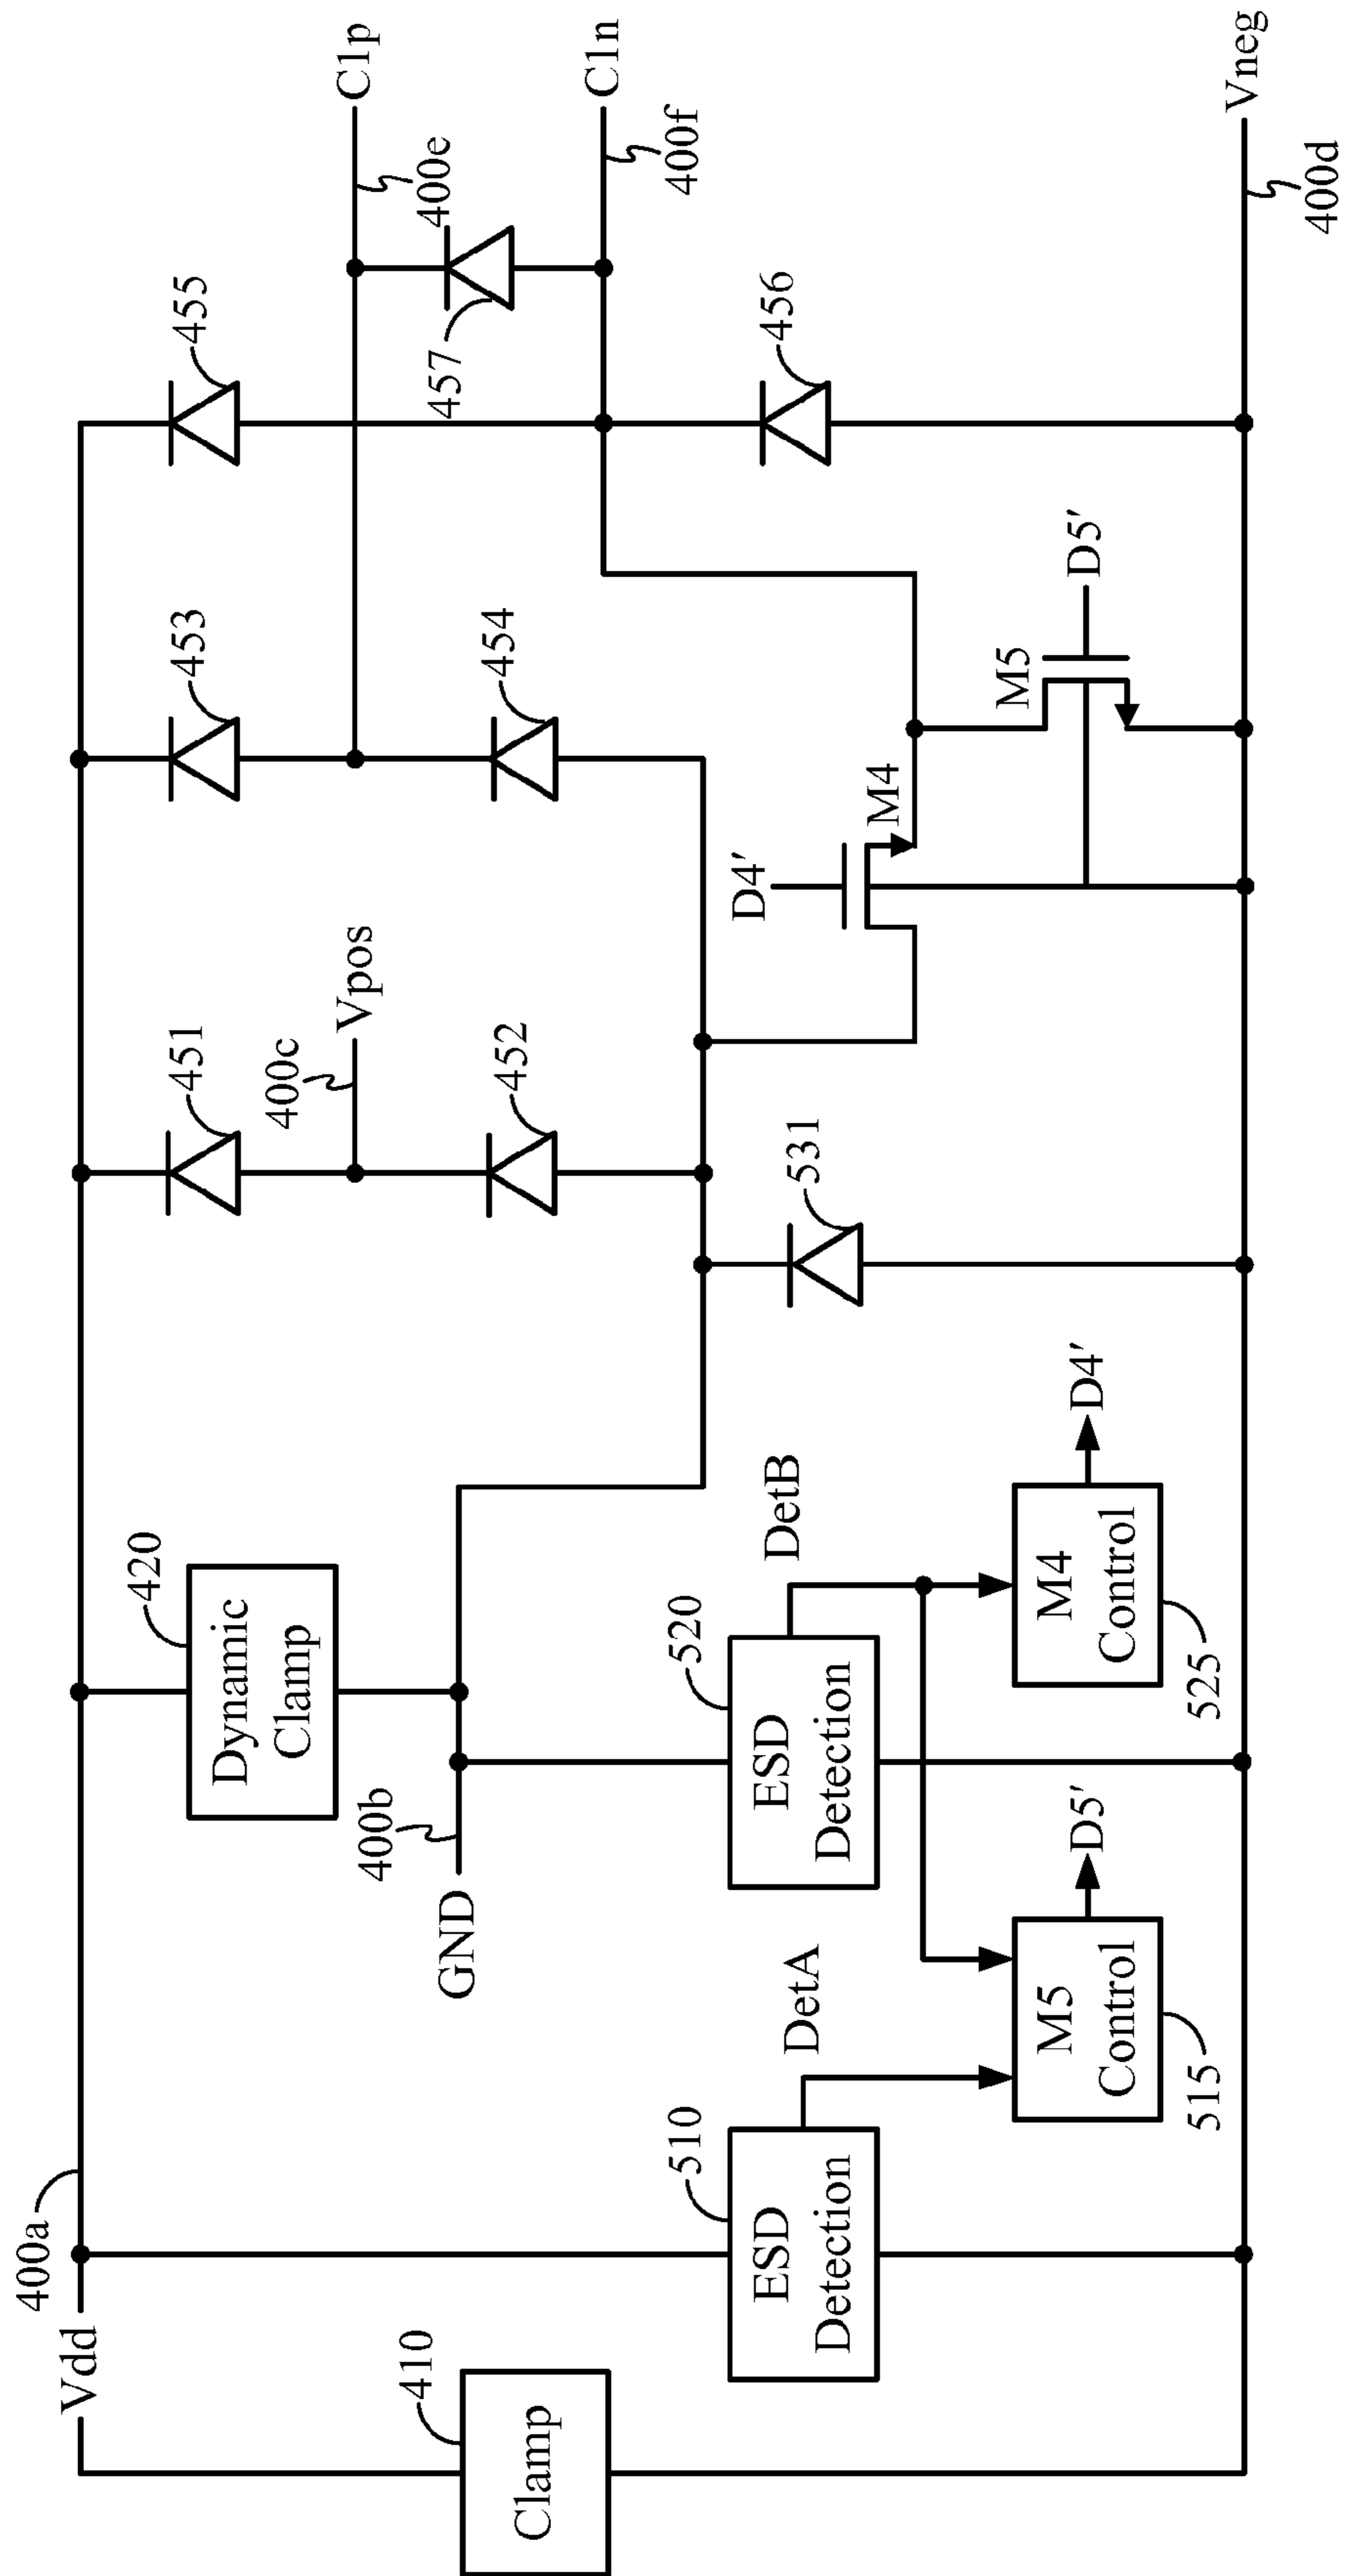 400a
Vdd
410
Clamp
510
ESD
Detection
DetA
M5
Control
515
D5'
420
Dynamic
Clamp
400b
GND
520
ESD
Detection
DetB
M4
Control
525
D4'
451
400c
Vpos
452
531
453
454
D4'
M4
M5
D5'
455
457
400e
C1p
C1n
400f
456
Vneg
400d